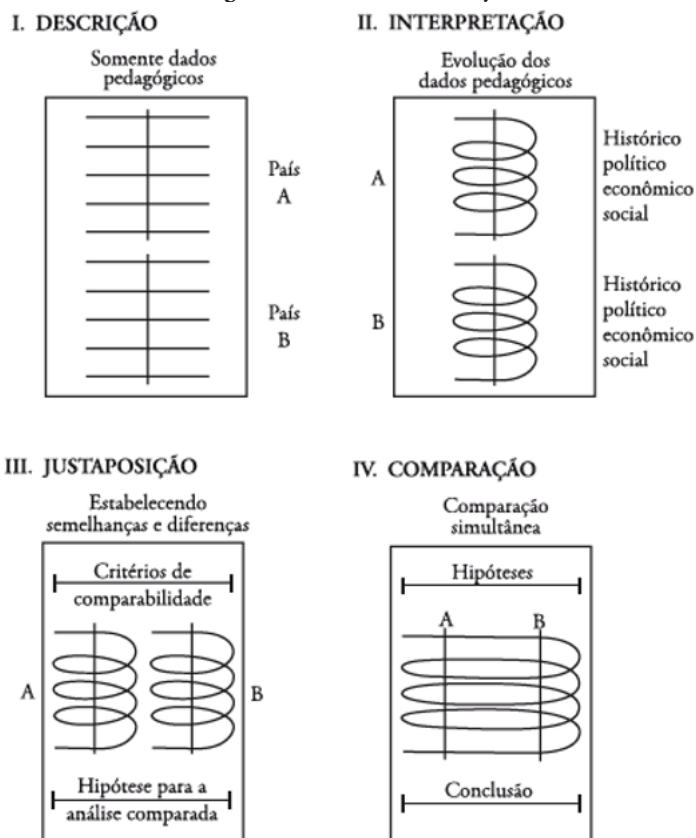 I. DESCRIÇÃO
Somente dados
pedagógicos
País
A
País
B
II. INTERPRETAÇÃO
Evolução dos
dados pedagógicos
A
Histórico
político
econômico
social
B
Histórico
político
econômico
social
III. JUSTAPOSIÇÃO
Estabelecendo
semelhanças e diferenças
Critérios de
comparabilidade
A
B
Hipótese para a
análise comparada
IV. COMPARAÇÃO
Comparação
simultânea
Hipóteses
A B
Conclusão